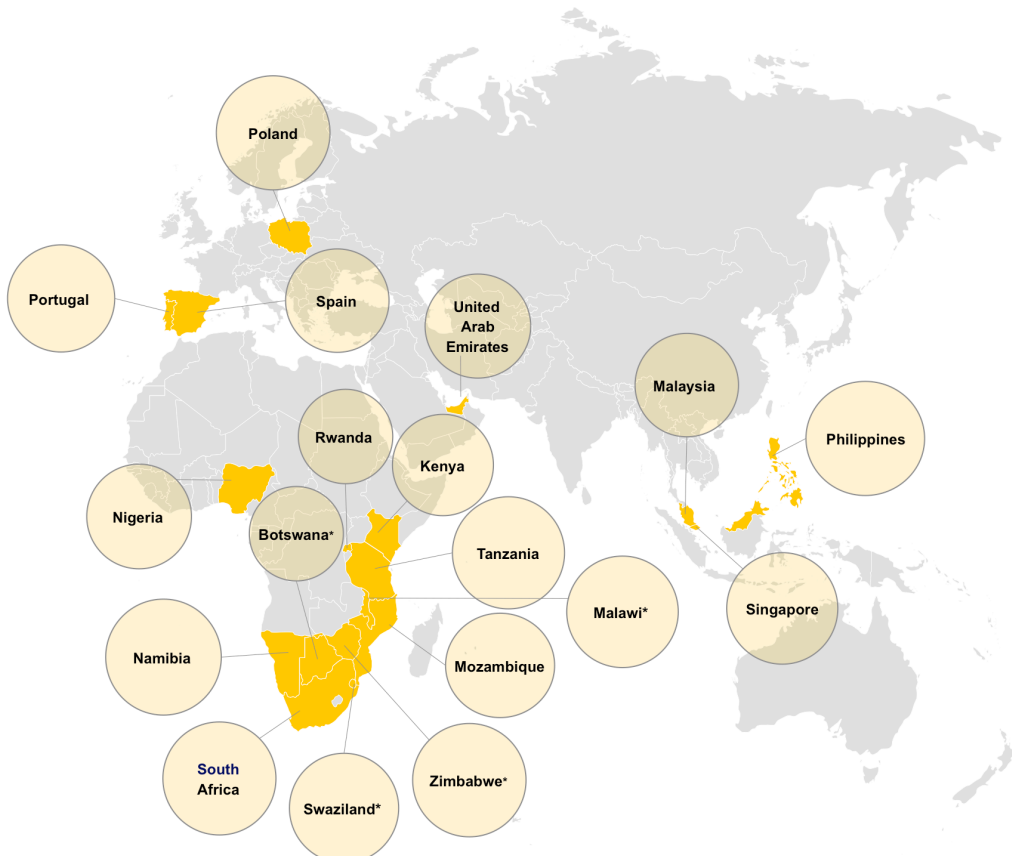 Poland
Portugal
Spain
United
Arab
Emirates
Malaysia
Rwanda
Philippines
Kenya
Nigeria
Botswana*
Tanzania
Malawi*
Singapore
Namibia
Mozambique
South
Africa
Zimbabwe*
Swaziland*